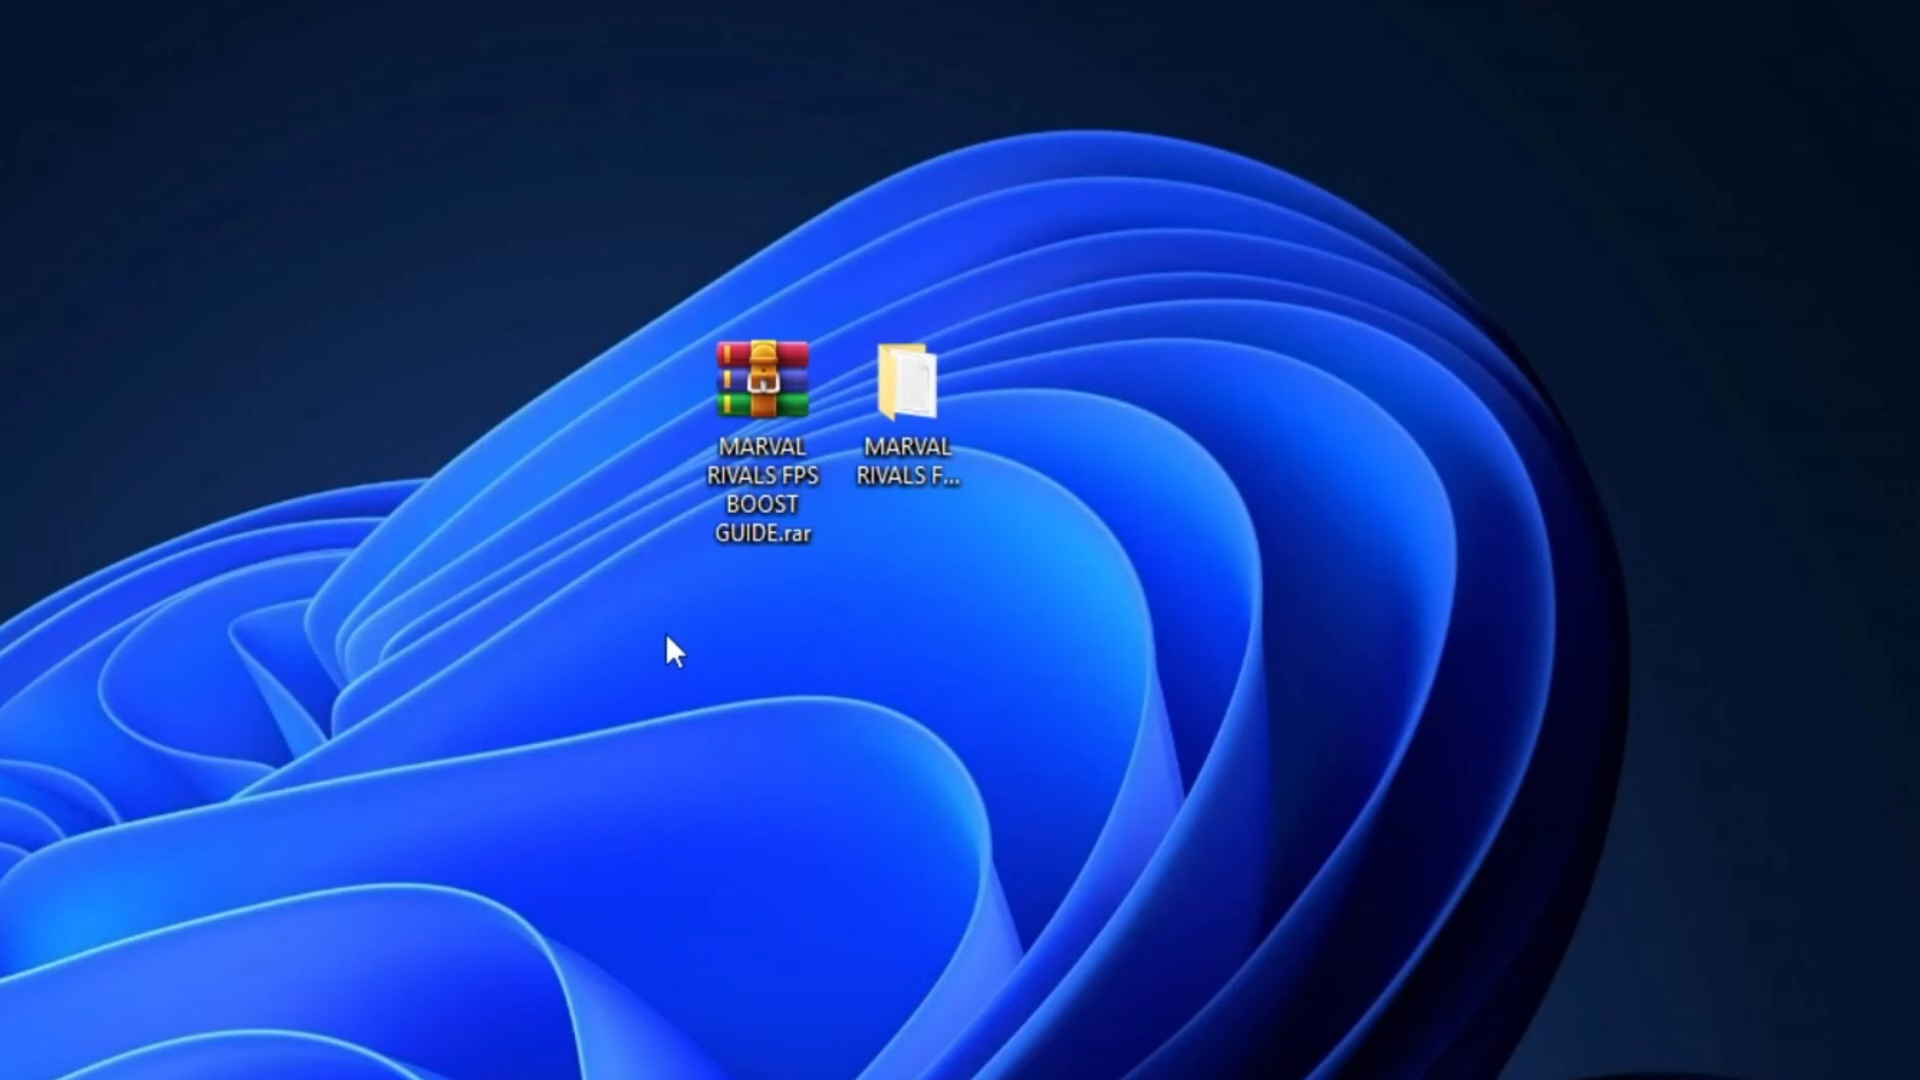 MARVAL
RIVALS FPS
BOOST
GUIDE.rar
MARVAL
RIVALS F...